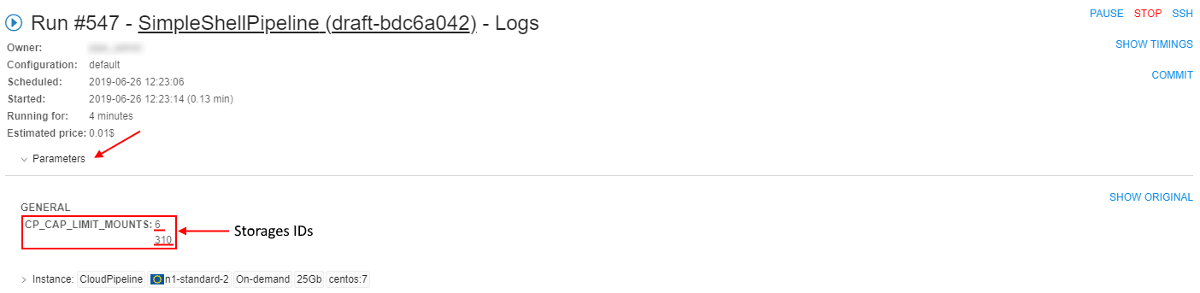 Run #547 - SimpleShellPipeline (draft-bdc6a042) - Logs
PAUSE STOP SSH
Owner:
SHOW TIMINGS
Configuration: default
Scheduled: 2019-06-26 12:23:06
COMMIT
Started: 2019-06-26 12:23:14 (0.13 min)
Running for: 4 minutes
Estimated price: 0.01$
Parameters
SHOW ORIGINAL
GENERAL
CP_CAP_LIMIT_MOUNTS: 6
310
Storages IDs
Instance: CloudPipeline n1-standard-2 On-demand 25Gb centos:7